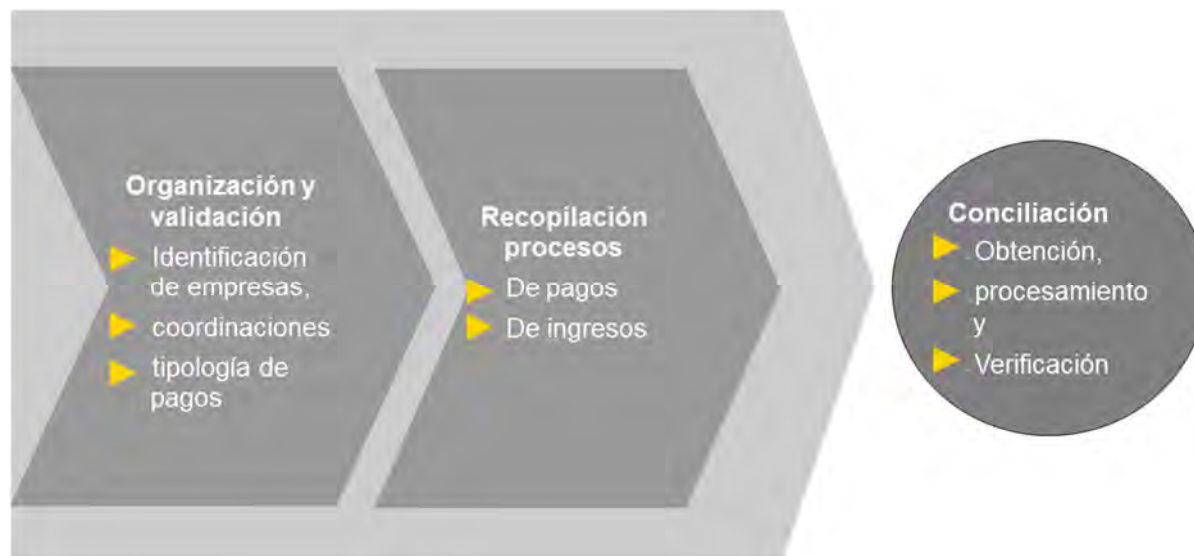 Organización y
validación
Identificación
de empresas,
coordinaciones
tipología de
pagos
Recopilación
procesos
De pagos
De ingresos
Conciliación
Obtención,
procesamiento
y
Verificación